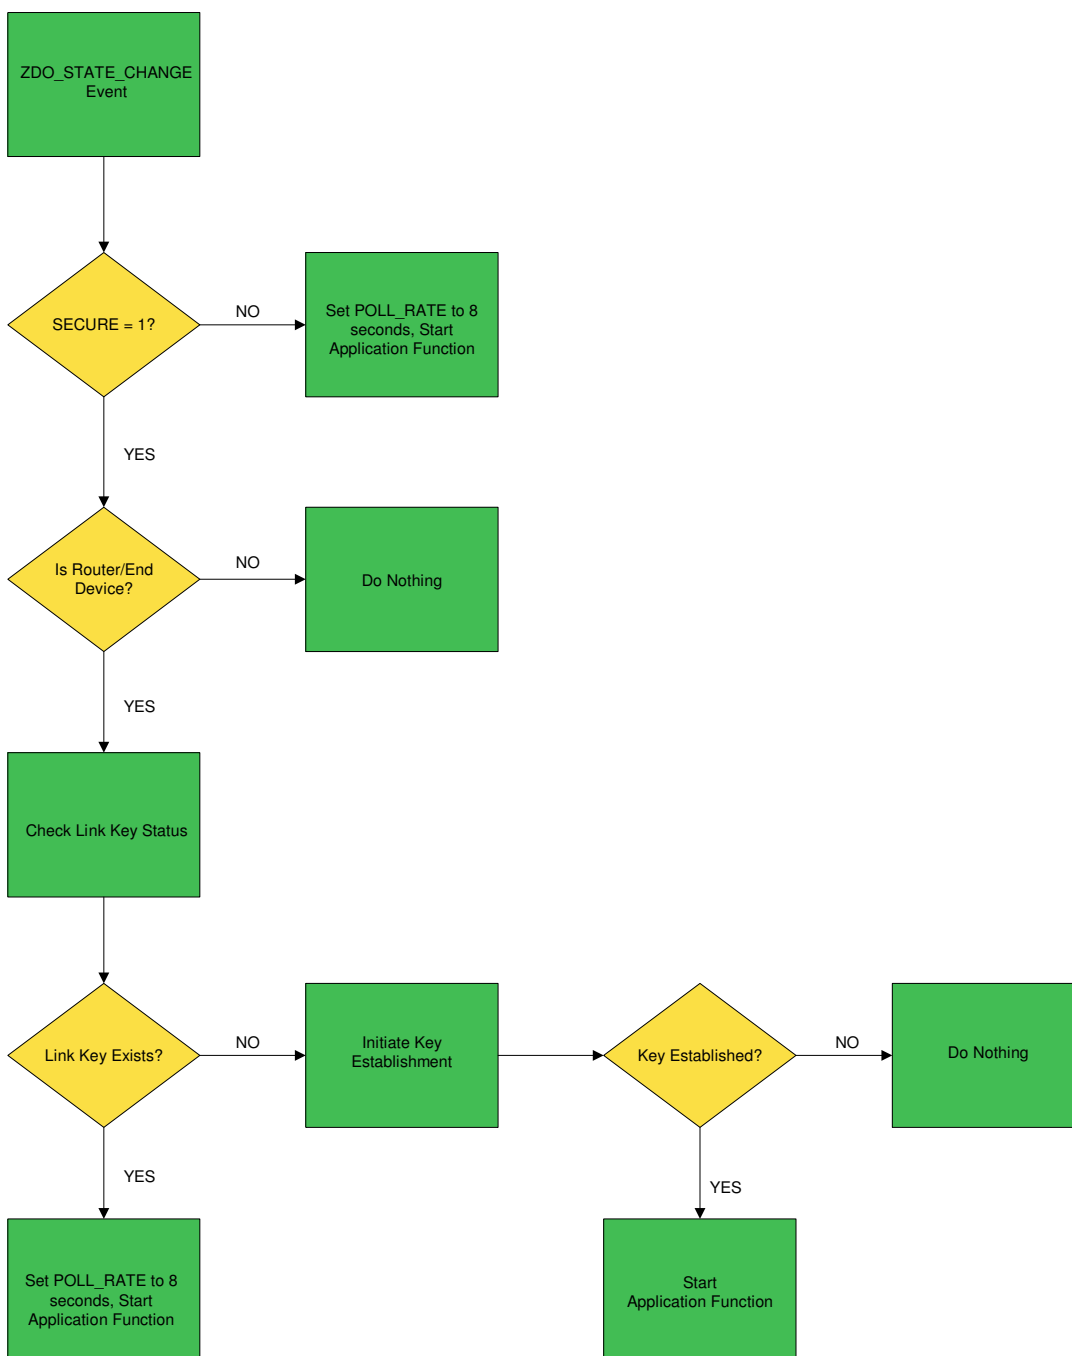 ZDO_STATE_CHANGE
Event
SECURE = 1?
NO
Set POLL_RATE to 8
seconds, Start
Application Function
YES
Is Router/End
Device?
NO
Do Nothing
YES
Check Link Key Status
Link Key Exists?
NO
Initiate Key
Establishment
Key Established?
NO
Do Nothing
YES
YES
Set POLL_RATE to 8
seconds, Start
Application Function
Start
Application Function